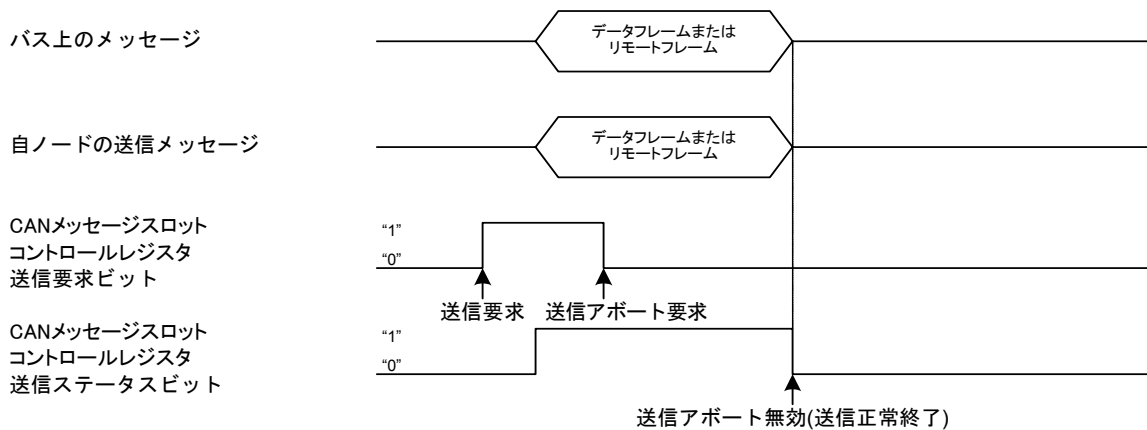 バス上のメッセージ
データフレームまたは
リモートフレーム
自ノードの送信メッセージ
データフレームまたは
リモートフレーム
CANメッセージスロット
コントロールレジスタ
送信要求ビット
“1”
“0”
送信要求
送信アボート要求
CANメッセージスロット
コントロールレジスタ
送信ステータスビット
“1”
“0”
送信アボート無効(送信正常終了)